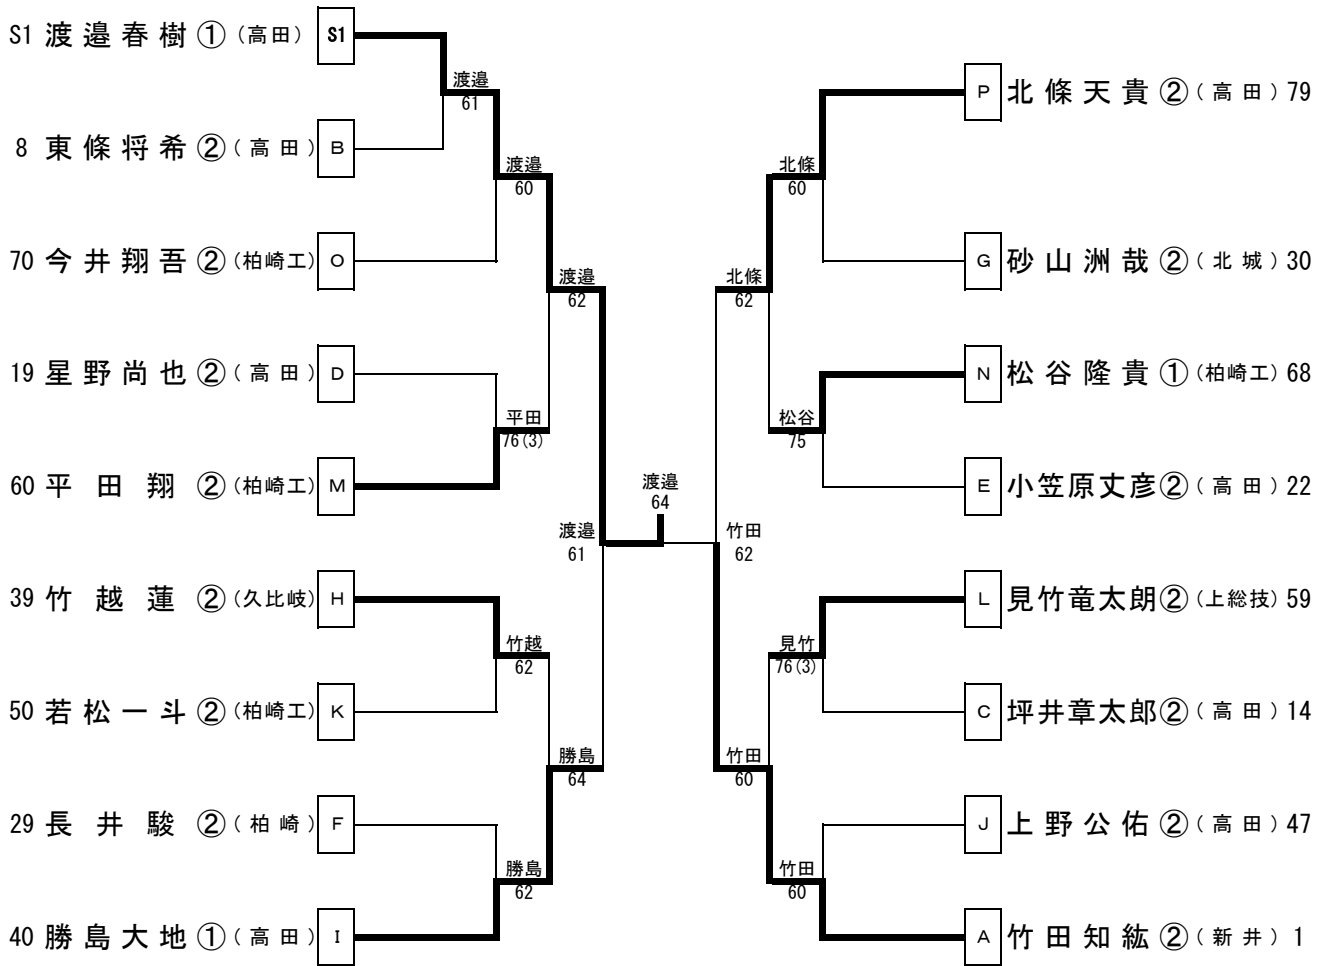 S1 渡邉春樹 ① (高田) S1
渡邉
61
8 東條将希 ② (高田) B
渡邉
60
70 今井翔吾 ② (柏崎工) O
渡邉
62
19 星野尚也 ② (高田) D
平田
76(3)
60 平田翔 ② (柏崎工) M
渡邉
61
39 竹越蓮 ② (久比岐) H
竹越
62
50 若松一斗 ② (柏崎工) K
勝島
64
29 長井駿 ② (柏崎) F
勝島
62
40 勝島大地 ① (高田) I
渡邉
64
P 北條天貴 ② (高田) 79
北條
60
G 砂山洲哉 ② (北城) 30
北條
62
N 松谷隆貴 ① (柏崎工) 68
松谷
75
E 小笠原丈彦 ② (高田) 22
竹田
62
L 見竹竜太朗 ② (上総技) 59
見竹
76(3)
C 坪井章太郎 ② (高田) 14
竹田
60
J 上野公佑 ② (高田) 47
竹田
60
A 竹田知紘 ② (新井) 1